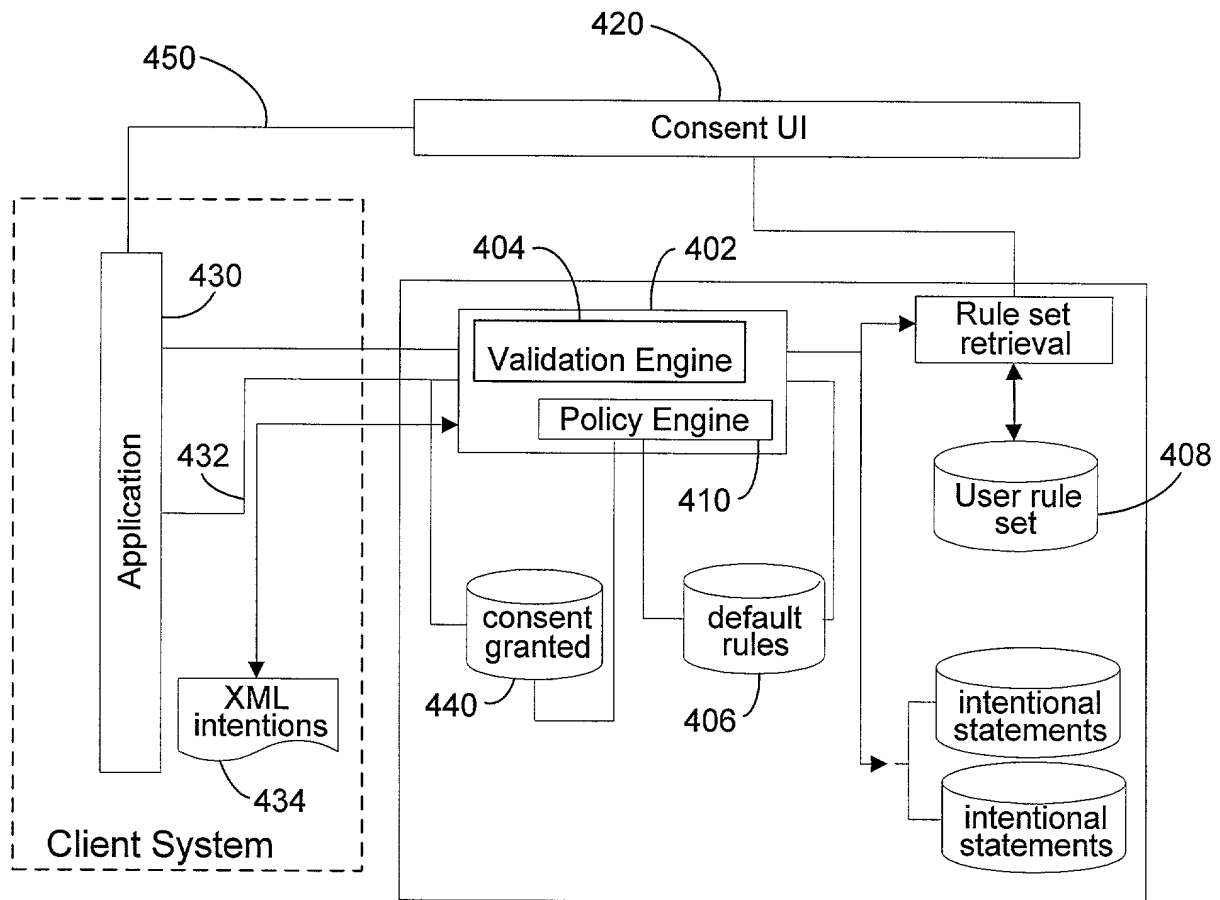 420
450
Consent UI
404
402
430
Validation Engine
Rule set
retrieval
Policy Engine
432
410
408
User rule
set
Application
consent
granted
default
rules
440
406
XML
intentions
434
intentional
statements
intentional
statements
Client System